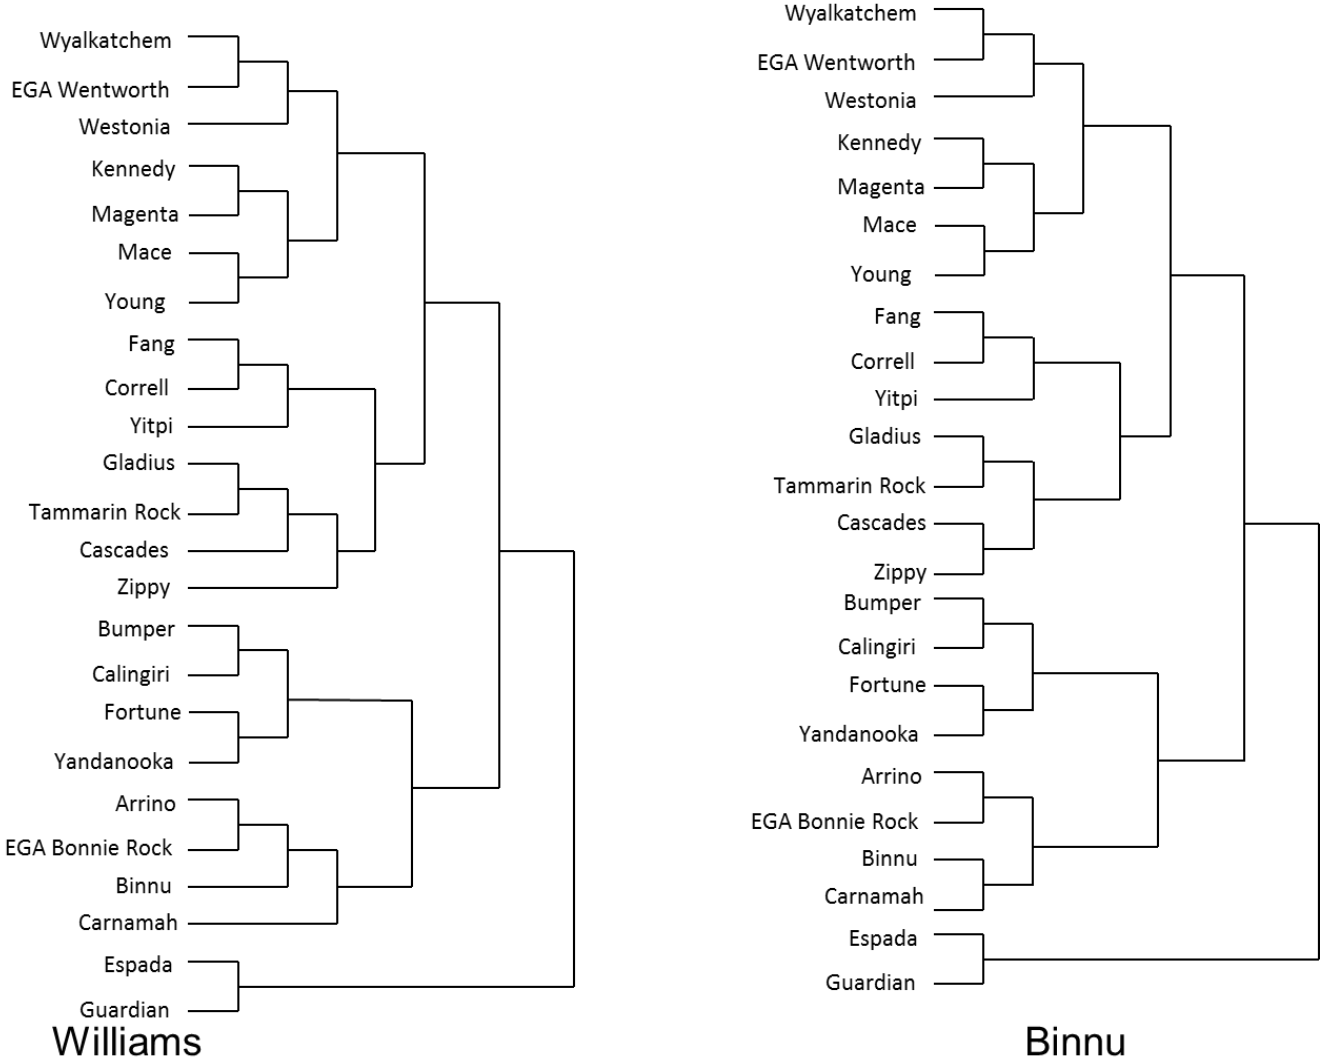 Wyalkatchem
EGA Wentworth
Westonia
Kennedy
Magenta
Mace
Young
Fang
Correll
Yitpi
Gladius
Tammarin Rock
Cascades
Zippy
Bumper
Calingiri
Fortune
Yandanooka
Arrino
EGA Bonnie Rock
Binnu
Carnamah
Espada
Guardian
Williams
Wyalkatchem
EGA Wentworth
Westonia
Kennedy
Magenta
Mace
Young
Fang
Correll
Yitpi
Gladius
Tammarin Rock
Cascades
Zippy
Bumper
Calingiri
Fortune
Yandanooka
Arrino
EGA Bonnie Rock
Binnu
Carnamah
Espada
Guardian
Binnu